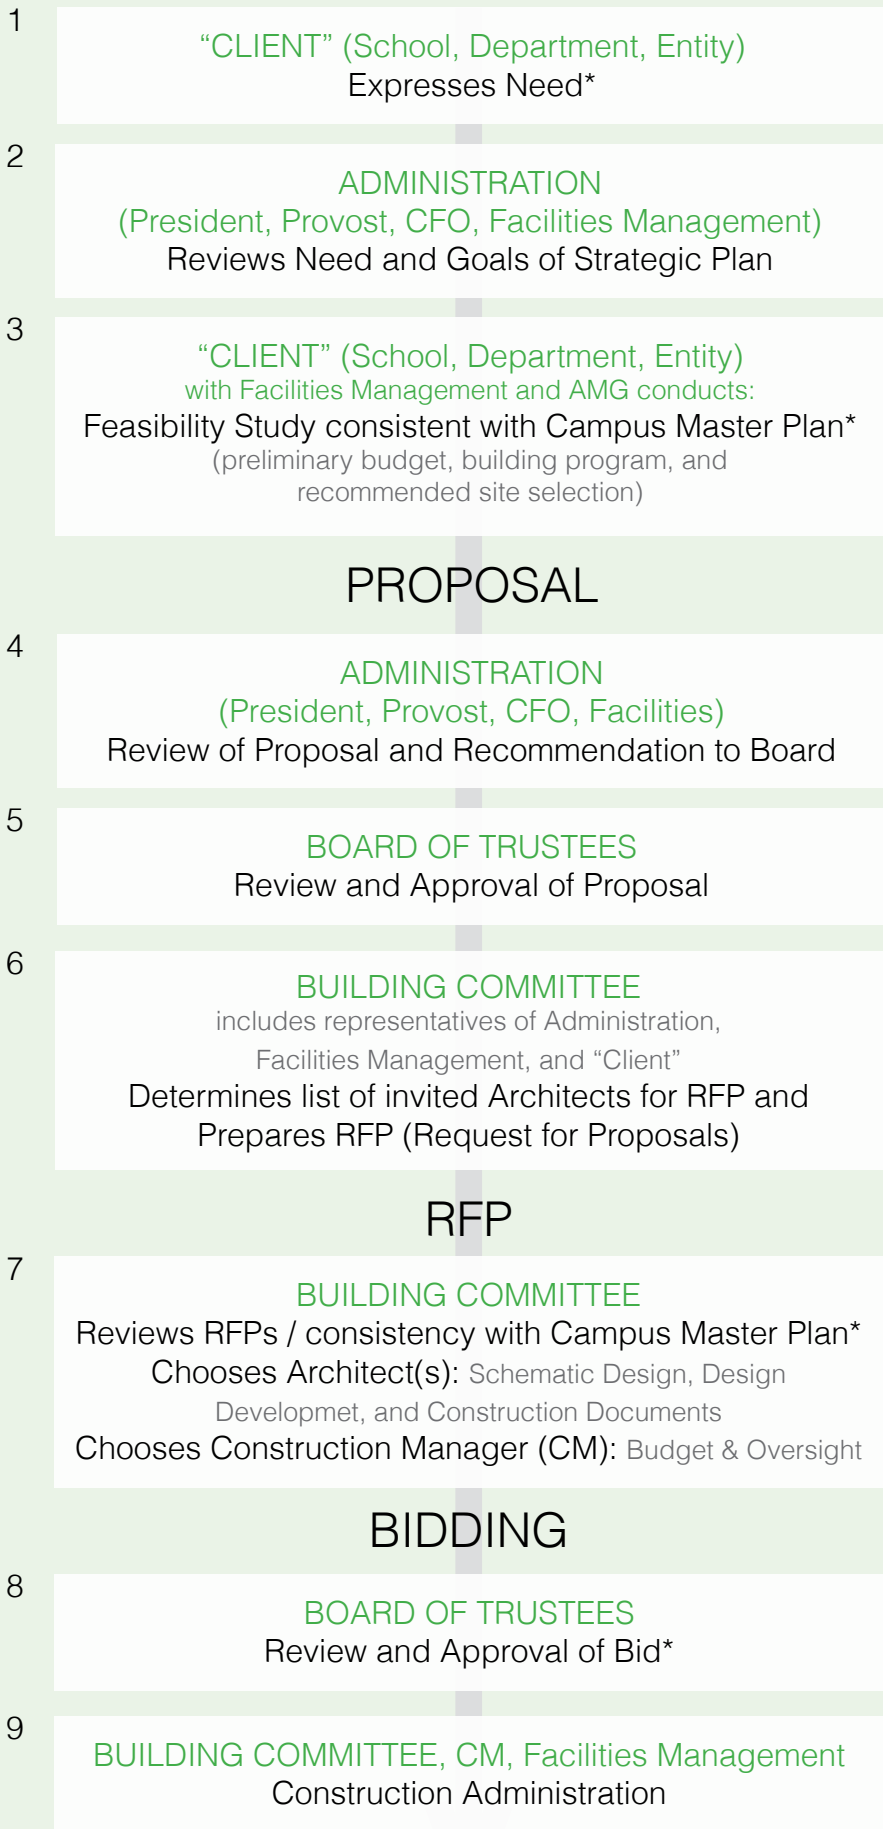 1
“CLIENT” (School, Department, Entity)
Expresses Need*
2
ADMINISTRATION
(President, Provost, CFO, Facilities Management)
Reviews Need and Goals of Strategic Plan
3
“CLIENT” (School, Department, Entity)
with Facilities Management and AMG conducts:
Feasibility Study consistent with Campus Master Plan*
(preliminary budget, building program, and
recommended site selection)
PROPOSAL
4
ADMINISTRATION
(President, Provost, CFO, Facilities)
Review of Proposal and Recommendation to Board
5
BOARD OF TRUSTEES
Review and Approval of Proposal
6
BUILDING COMMITTEE
includes representatives of Administration,
Facilities Management, and “Client”
Determines list of invited Architects for RFP and
Prepares RFP (Request for Proposals)
RFP
7
BUILDING COMMITTEE
Reviews RFPs / consistency with Campus Master Plan*
Chooses Architect(s): Schematic Design, Design
Developmet, and Construction Documents
Chooses Construction Manager (CM): Budget & Oversight
BIDDING
8
BOARD OF TRUSTEES
Review and Approval of Bid*
9
BUILDING COMMITTEE, CM, Facilities Management
Construction Administration